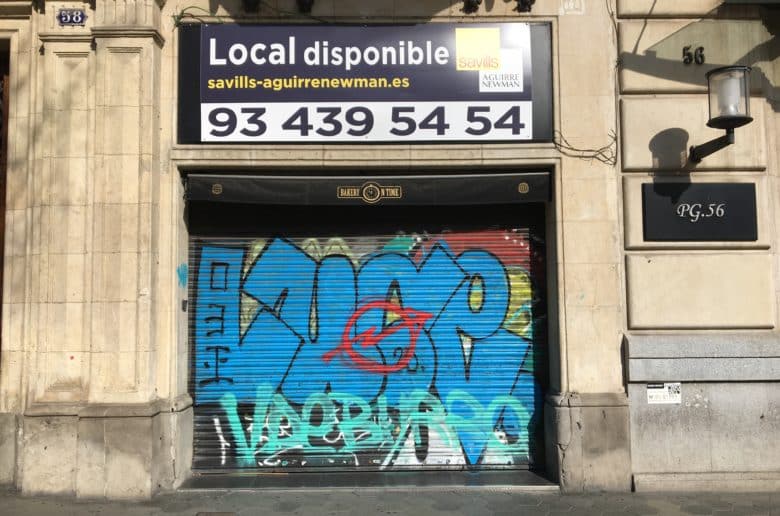 58
Local disponible
savills
savills-aguirrenewman.es
AGUIRRE
NEWMAN
93 439 54 54
56
BAKERY N TIME
PG.56